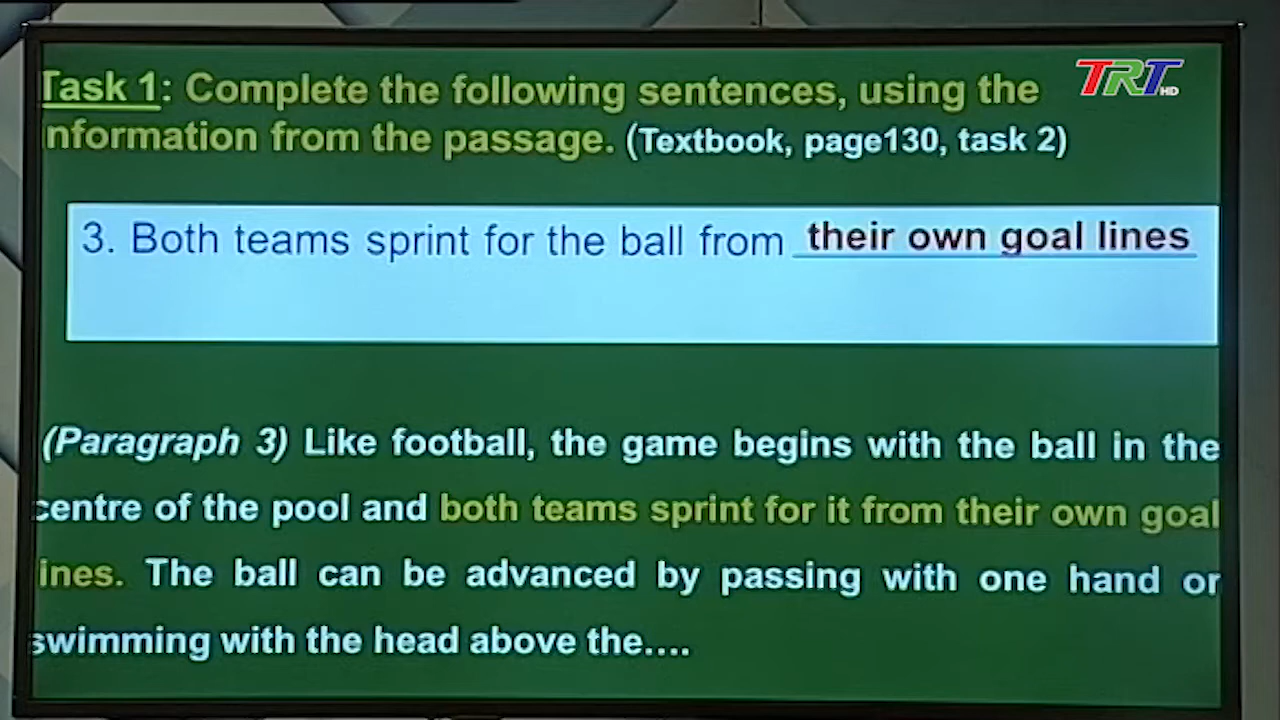 Task 1: Complete the following sentences, using the
TRT HD
nformation from the passage. (Textbook, page130, task 2)
3. Both teams sprint for the ball from their own goal lines
(Paragraph 3) Like football, the game begins with the ball in the
centre of the pool and both teams sprint for it from their own goal
ines. The ball can be advanced by passing with one hand or
swimming with the head above the....